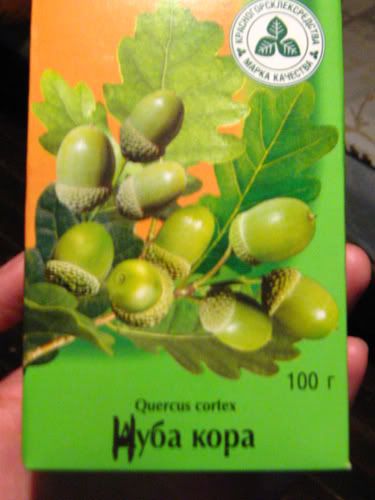 КРАСНОГОРСКЛЕКСРЕДСТВА
МАРКА КАЧЕСТВА
100 г
Quercus cortex
Дуба кора